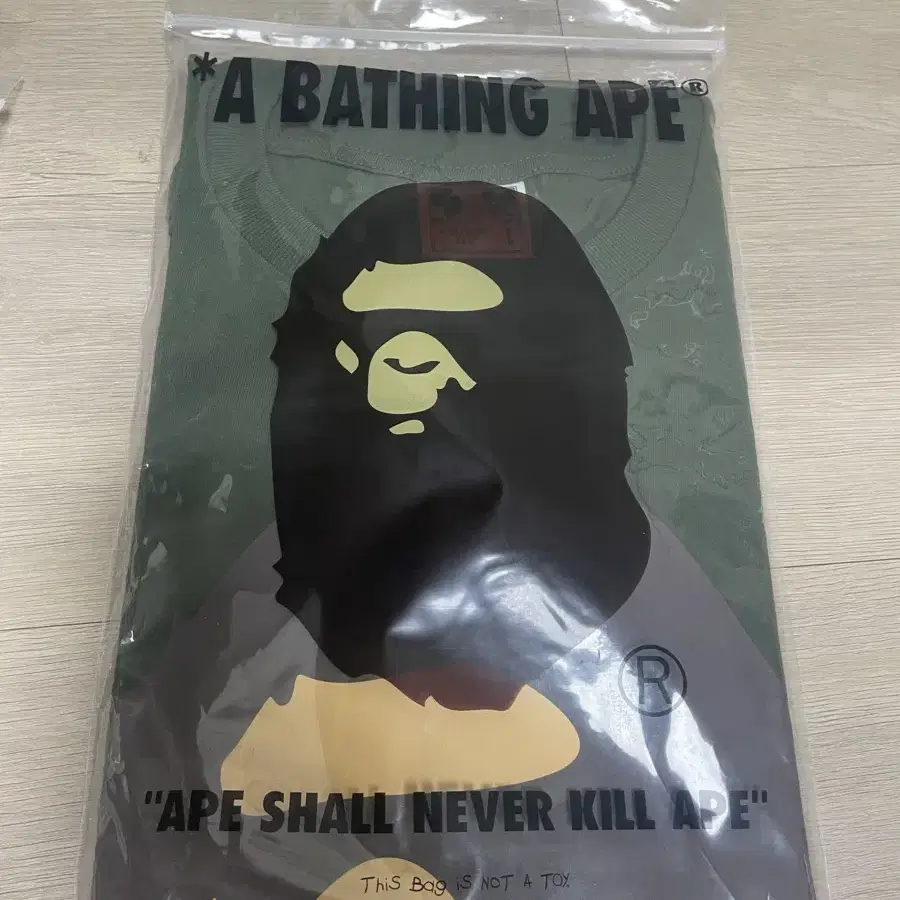 *A BATHING APE®
®
"APE SHALL NEVER KILL APE"
This Bag is NOT A TOY.